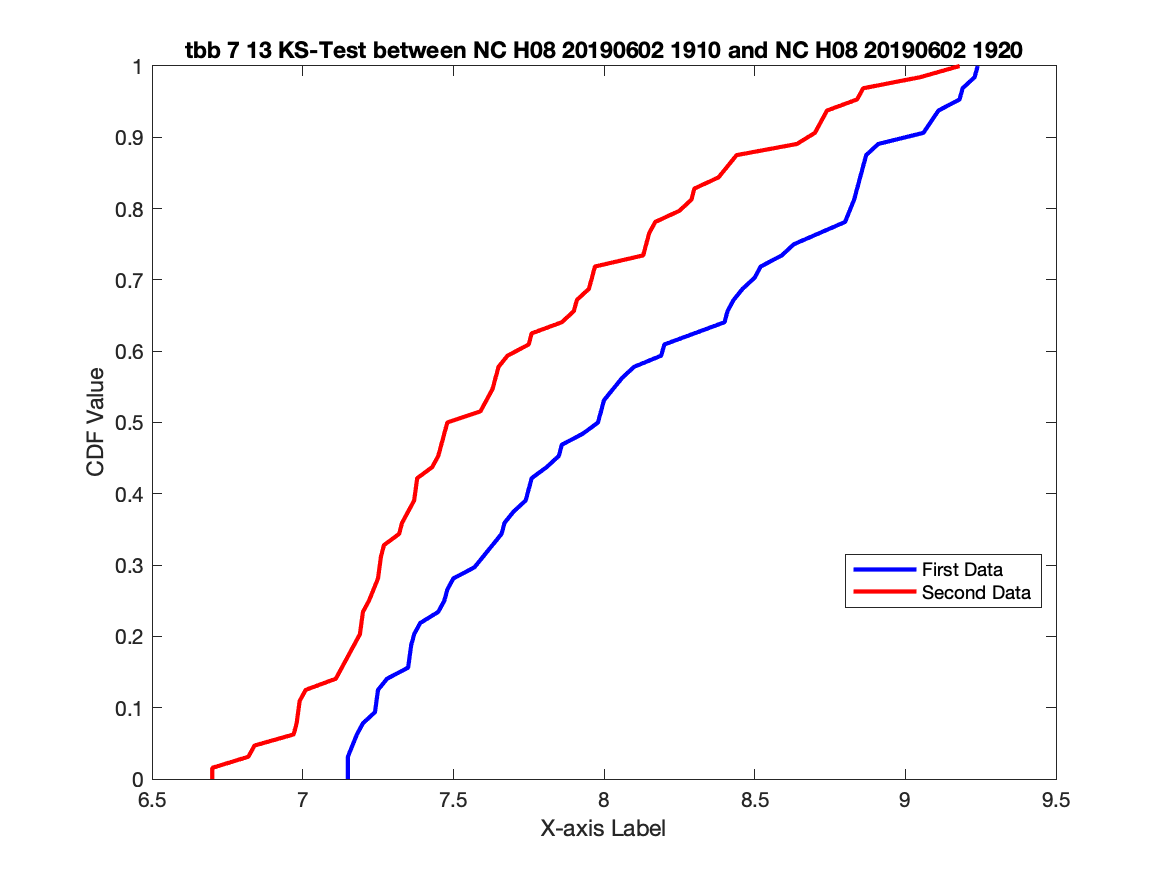 tbb 7 13 KS-Test between NC H08 20190602 1910 and NC H08 20190602 1920
1
0.9
0.8
0.7
0.6
0.5
0.4
0.3
0.2
0.1
0
CDF Value
First Data
Second Data
6.5 7 7.5 8 8.5 9 9.5
X-axis Label